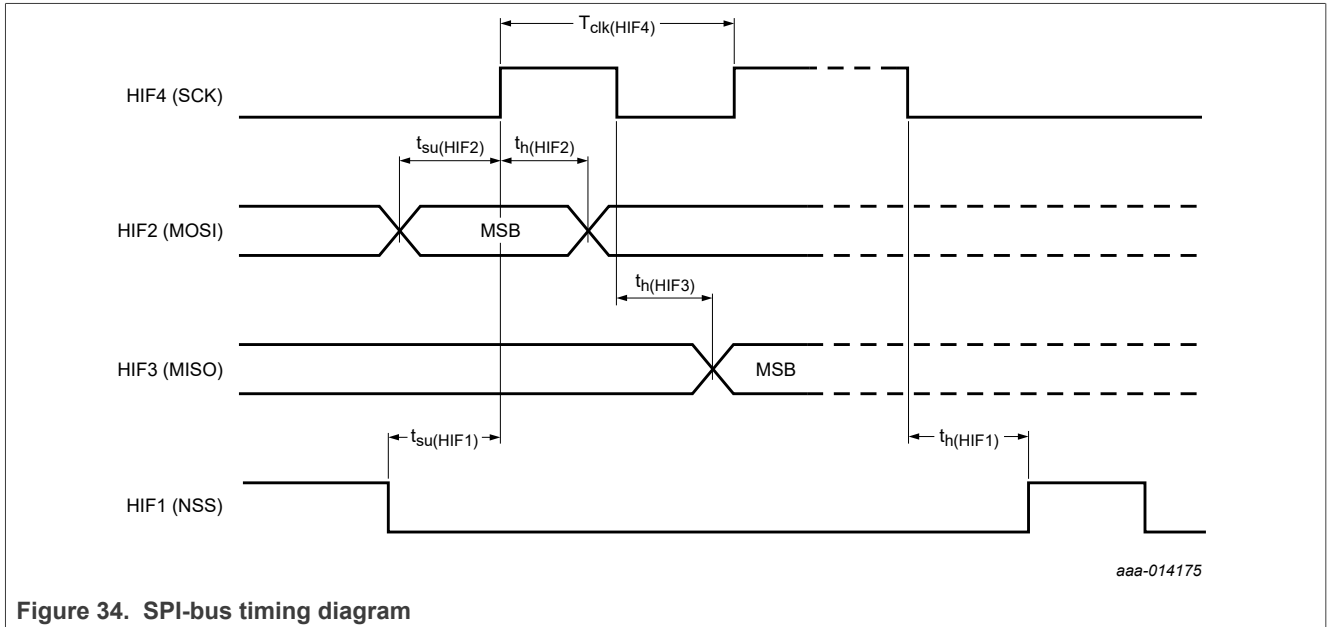 Tclk(HIF4)
HIF4 (SCK)
tsu(HIF2)
th(HIF2)
HIF2 (MOSI)
MSB
th(HIF3)
HIF3 (MISO)
MSB
tsu(HIF1)
th(HIF1)
HIF1 (NSS)
aaa-014175
Figure 34. SPI-bus timing diagram